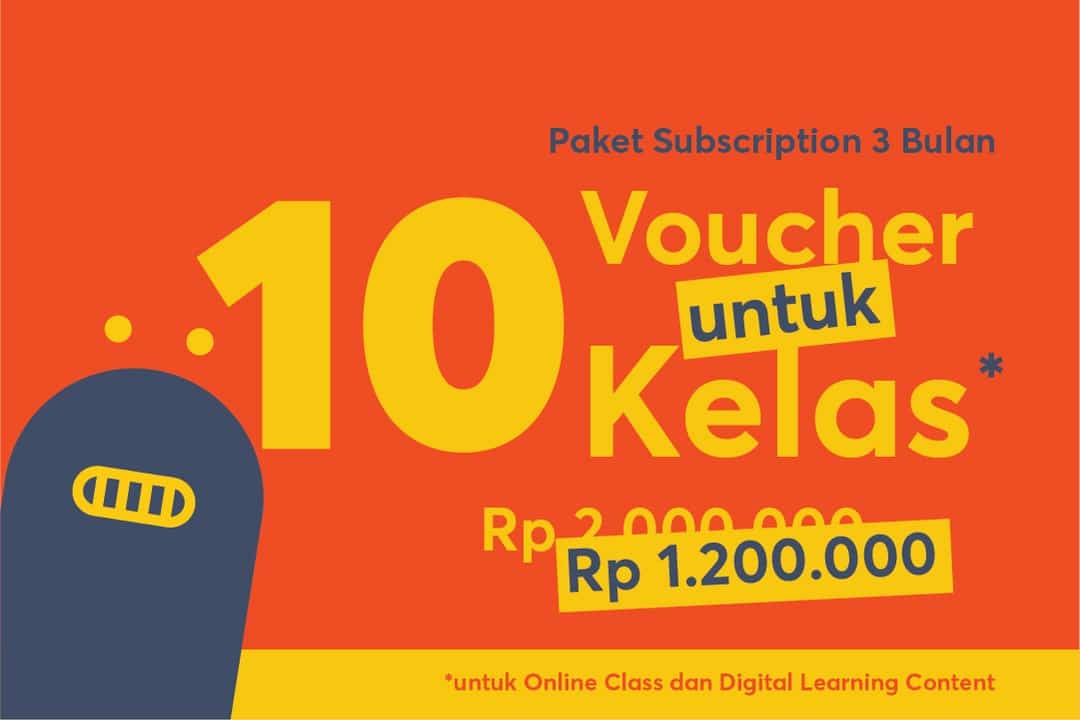 Paket Subscription 3 Bulan
10 Voucher
untuk
Kelas*
Rp 2.000.000
Rp 1.200.000
*untuk Online Class dan Digital Learning Content